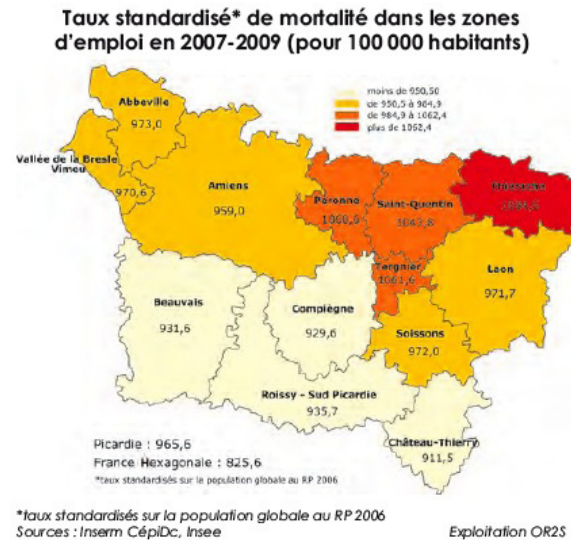 Taux standardisé* de mortalité dans les zones
d'emploi en 2007-2009 (pour 100 000 habitants)
moins de 950,50
de 950,5 à 984,9
de 984,9 à 1062,4
plus de 1062,4
Abbeville
973,0
Vallée de la Bresle
Vimeu
970,6
Amiens
959,0
Péronne
Saint-Quentin
Thiérache
Tergnier
1061,6
Laon
971,7
Beauvais
931,6
Compiègne
929,6
Soissons
972,0
Roissy - Sud Picardie
935,7
Château-Thierry
911,5
Picardie : 965,6
France Hexagonale : 825,6
*taux standardisés sur la population globale au RP 2006
*taux standardisés sur la population globale au RP 2006
Sources : Inserm CépiDc, Insee
Exploitation OR2S